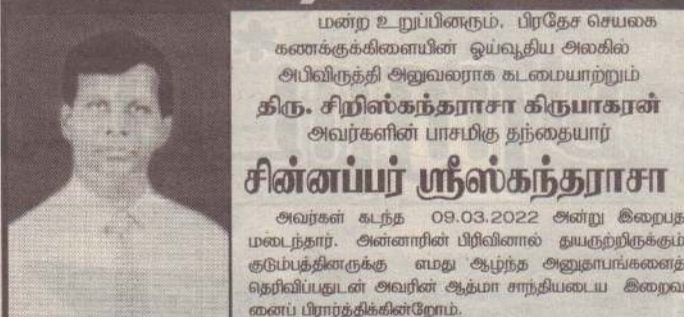 மன்ற உறுப்பினரும். பிரதேச செயலக
கணக்குக்கிளையின் ஓய்வூதிய அலகில்
அபிவிருத்தி அலுவலராக கடமையாற்றும்
திரு. சிறிஸ்கந்தராசா கிருபாகரன்
அவர்களின் பாசமிகு தந்தையார்
சின்னப்பர் ஸ்ரீஸ்கந்தராசா
அவர்கள் கடந்த 09.03.2022 அன்று இறைபத
மடைந்தார். அன்னாரின் பிரிவினால் துயருற்றிருக்கும்
குடும்பத்தினருக்கு எமது ஆழ்ந்த அனுதாபங்களைத்
தெரிவிப்பதுடன் அவரின் ஆத்மா சாந்தியடைய இறைவ
னைப் பிரார்த்திக்கின்றோம்.